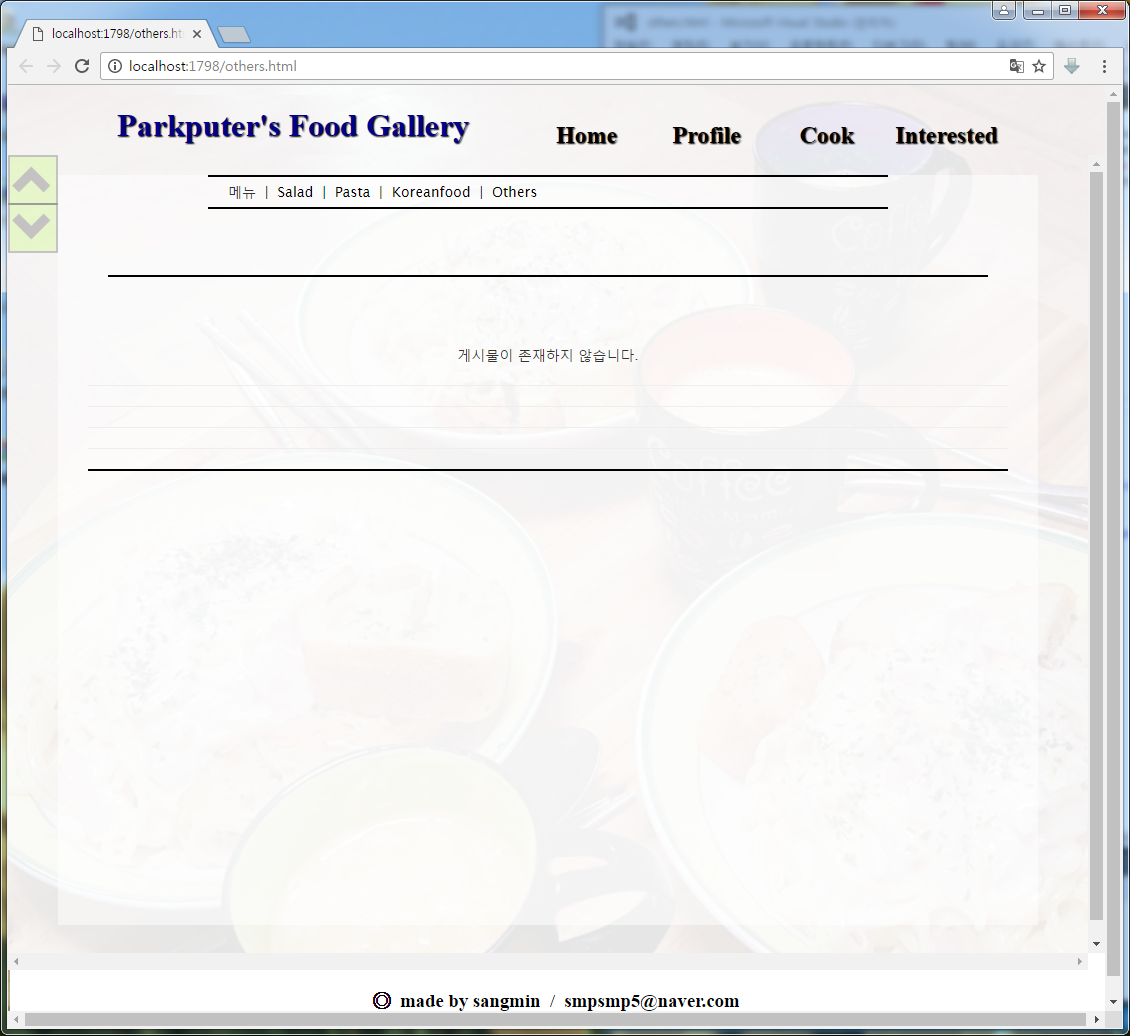 localhost:1798/others.ht
localhost:1798/others.html
Parkputer's Food Gallery
Home Profile Cook Interested
메뉴 | Salad | Pasta | Koreanfood | Others
게시물이 존재하지 않습니다.
made by sangmin / smpsmp5@naver.com